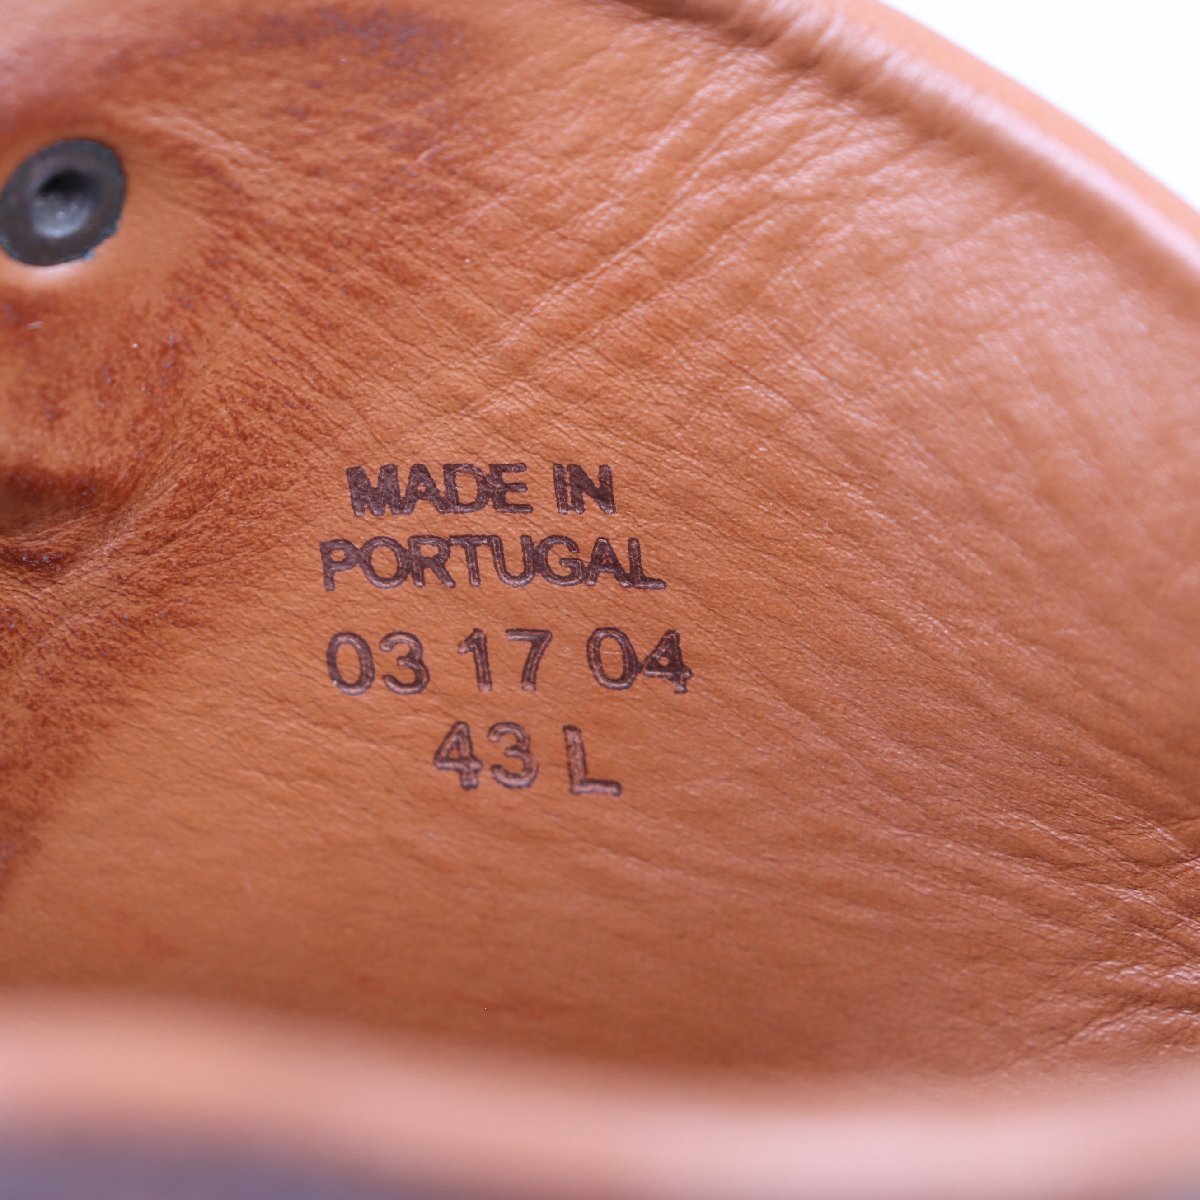 MADE IN
PORTUGAL
03 17 04
43 L